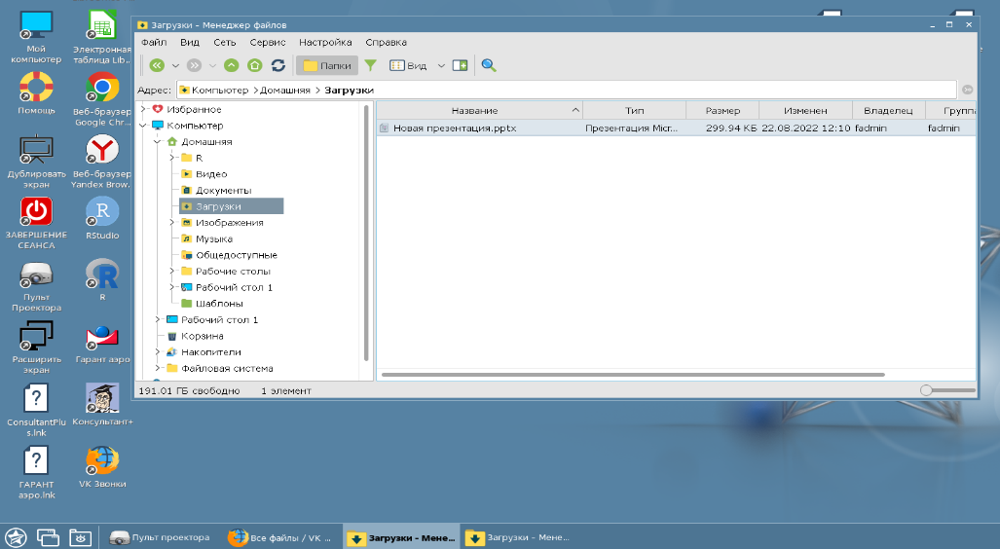 Мой
компьютер
Электронная
таблица Lib...
Помощь
Веб-браузер
Google Chr...
Дублировать
экран
Веб-браузер
Yandex Brow...
ЗАВЕРШЕНИЕ
СЕАНСА
R
RStudio
Пульт
Проектора
R
Расширить
экран
Гарант аэро
ConsultantPlu
s.lnk
Консультант+
ГАРАНТ
аэро.lnk
VK Звонки
Загрузки - Менеджер файлов
Файл Вид Сеть Сервис Настройка Справка
Папки Вид
Адрес: Компьютер Домашняя Загрузки
Избранное
Компьютер
Домашняя
R
Видео
Документы
Загрузки
Изображения
Музыка
Общедоступные
Рабочие столы
Рабочий стол 1
Шаблоны
Рабочий стол 1
Корзина
Накопители
Файловая система
Название Тип Размер Изменен Владелец Группа
Новая презентация.pptx Презентация Micr... 299.94 КБ 22.08.2022 12:10 fadmin fadmin
191.01 ГБ свободно 1 элемент
Пульт проектора Все файлы / VK ... Загрузки - Мене... Загрузки - Мене...